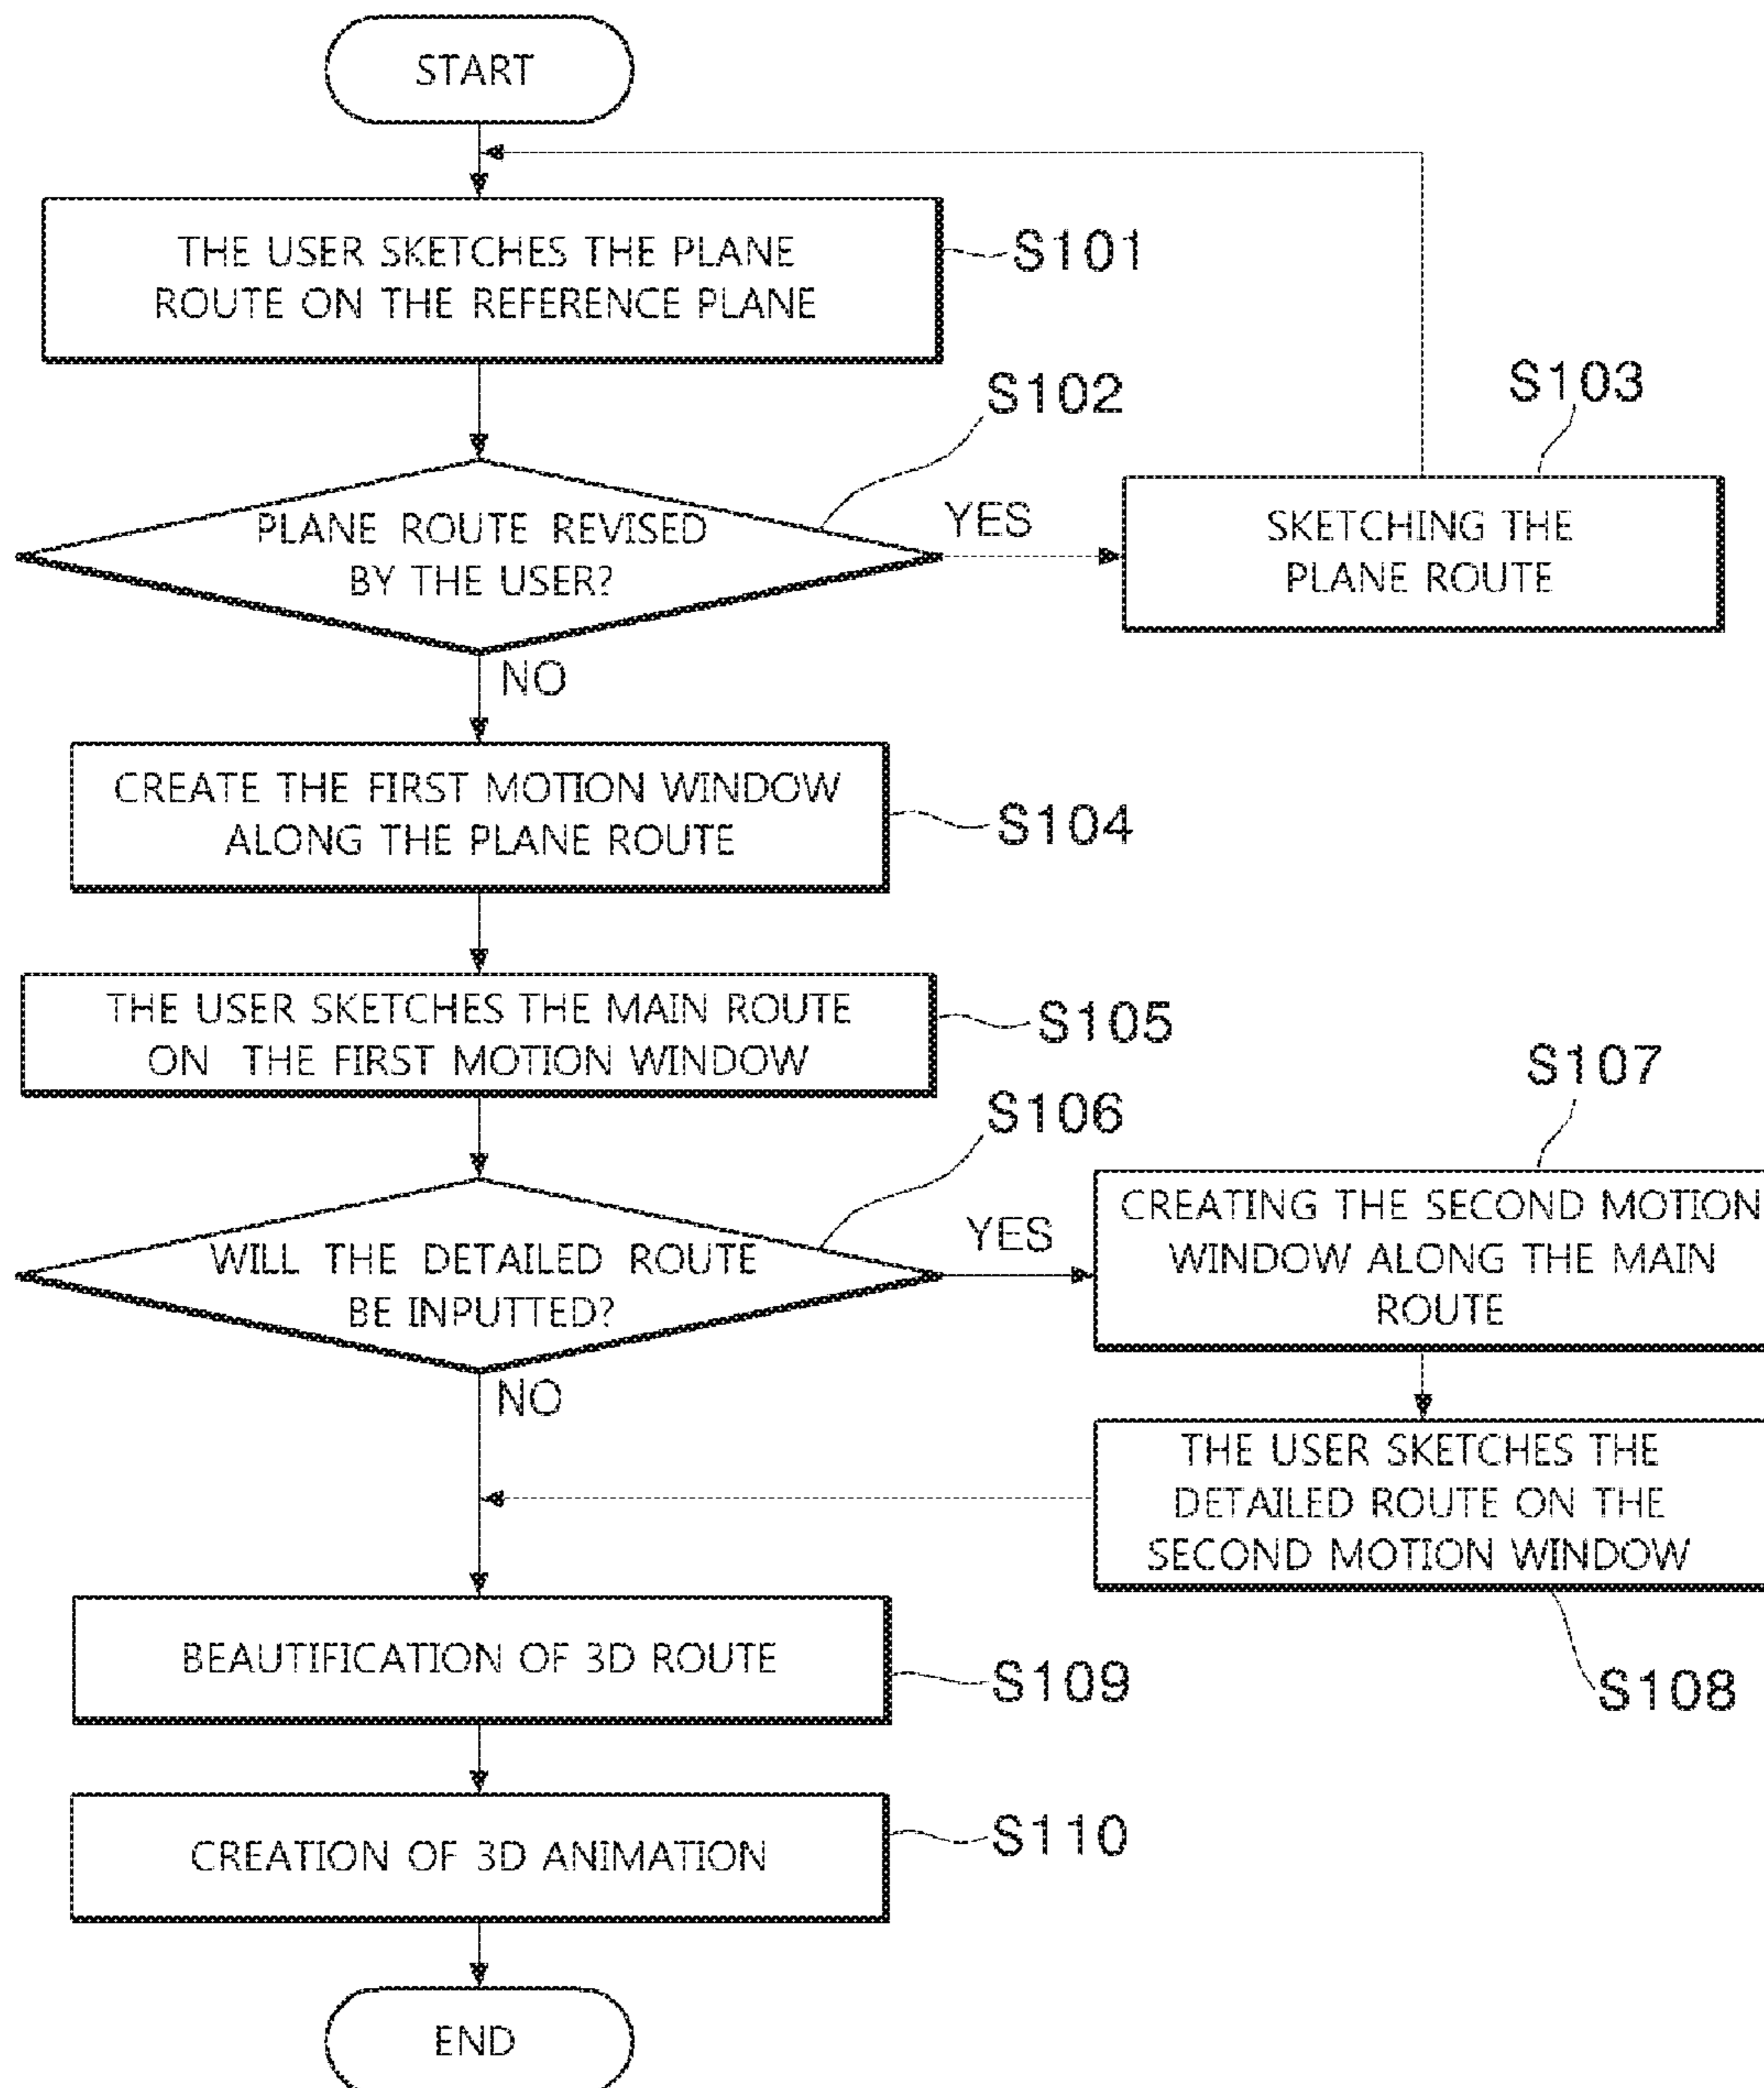 START
THE USER SKETCHES THE PLANE
ROUTE ON THE REFERENCE PLANE
S101
S102
S103
PLANE ROUTE REVISED
BY THE USER?
YES
SKETCHING THE
PLANE ROUTE
NO
CREATE THE FIRST MOTION WINDOW
ALONG THE PLANE ROUTE
S104
THE USER SKETCHES THE MAIN ROUTE
ON THE FIRST MOTION WINDOW
S105
S106
S107
WILL THE DETAILED ROUTE
BE INPUTTED?
YES
CREATING THE SECOND MOTION
WINDOW ALONG THE MAIN
ROUTE
NO
THE USER SKETCHES THE
DETAILED ROUTE ON THE
SECOND MOTION WINDOW
S108
BEAUTIFICATION OF 3D ROUTE
S109
CREATION OF 3D ANIMATION
S110
END